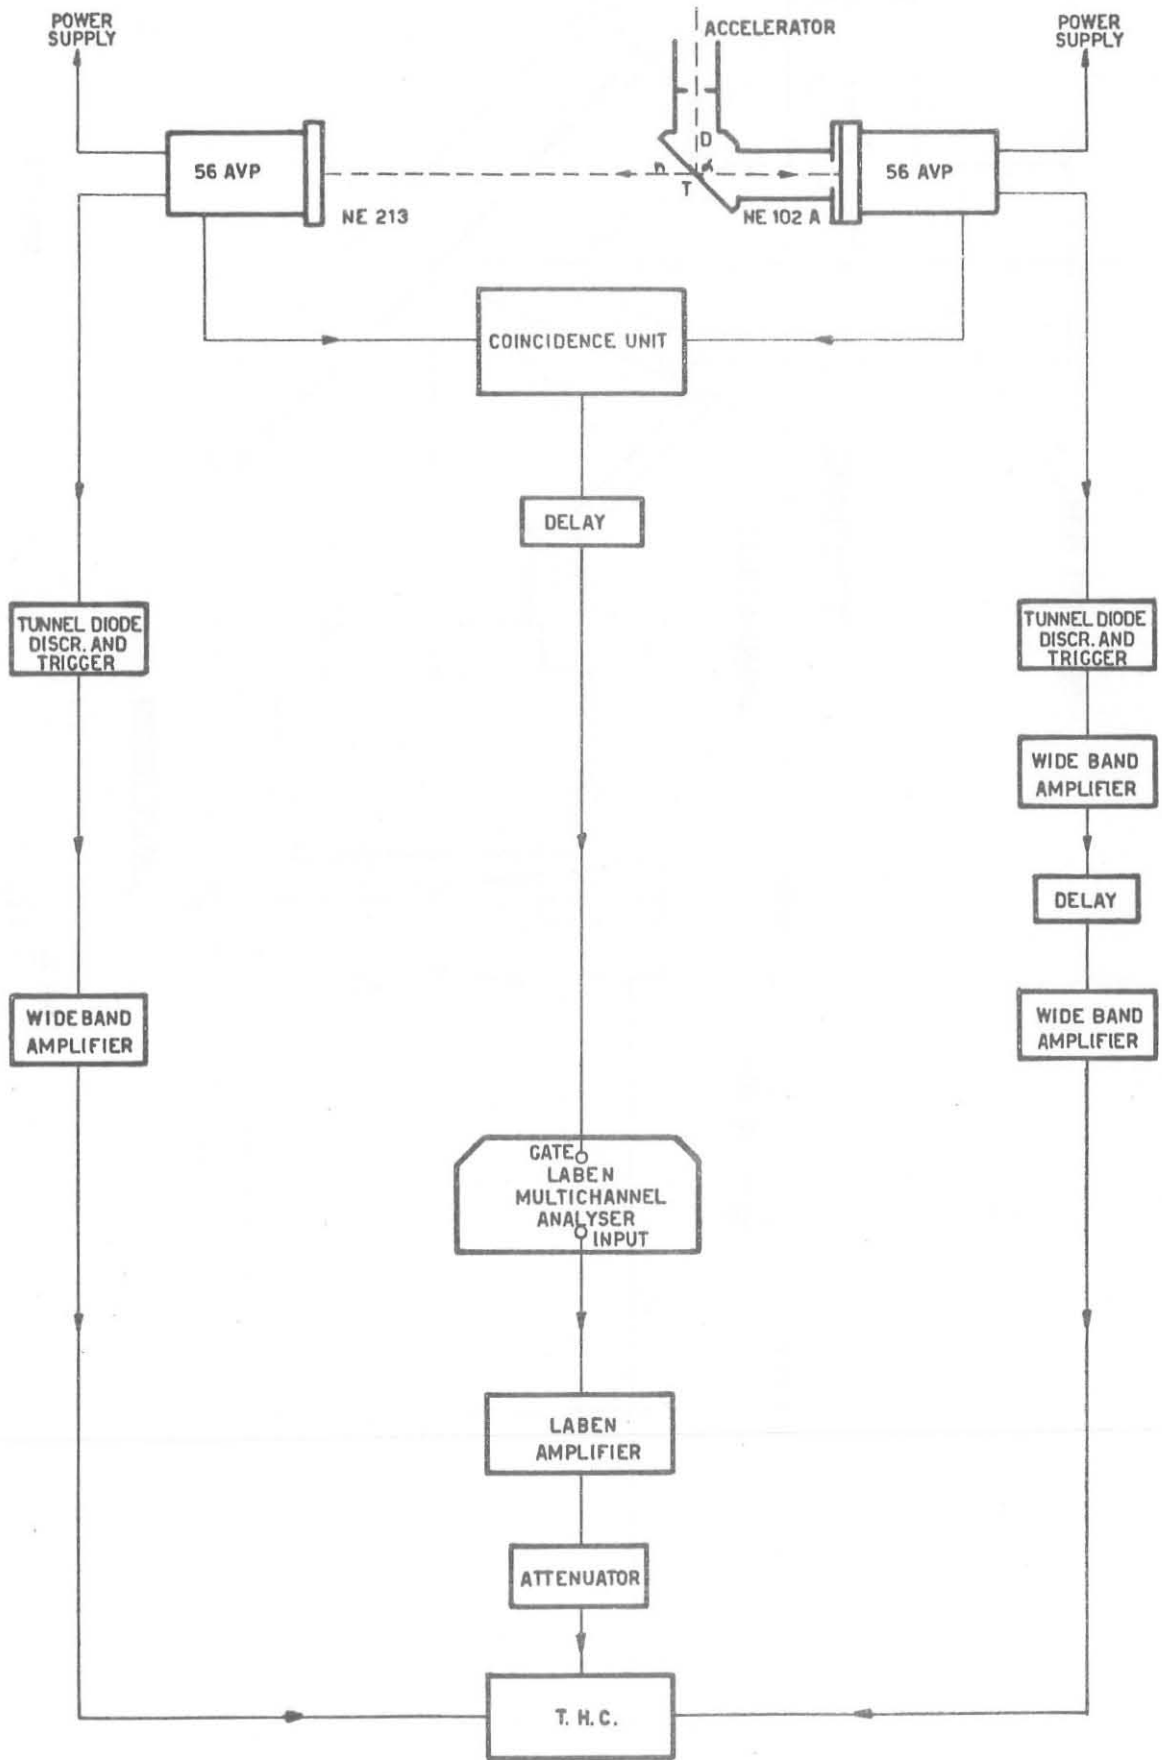 POWER
SUPPLY
ACCELERATOR
POWER
SUPPLY
D
56 AVP
n
α
56 AVP
T
NE 213
NE 102 A
COINCIDENCE UNIT
DELAY
TUNNEL DIODE
DISCR. AND
TRIGGER
TUNNEL DIODE
DISCR. AND
TRIGGER
WIDE BAND
AMPLIFIER
DELAY
WIDE BAND
AMPLIFIER
WIDE BAND
AMPLIFIER
GATE
LABEN
MULTICHANNEL
ANALYSER
INPUT
LABEN
AMPLIFIER
ATTENUATOR
T. H. C.